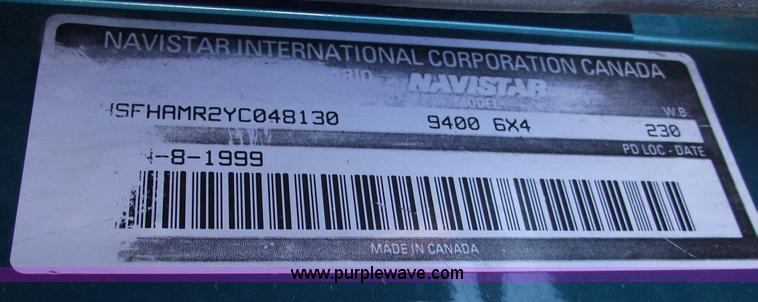 NAVISTAR INTERNATIONAL CORPORATION CANADA
NAVISTAR
MODEL W.B.
SFHAMR2YC048130 9400 6X4 230
PD LOC - DATE
-8-1999
MADE IN CANADA
www.purplewave.com